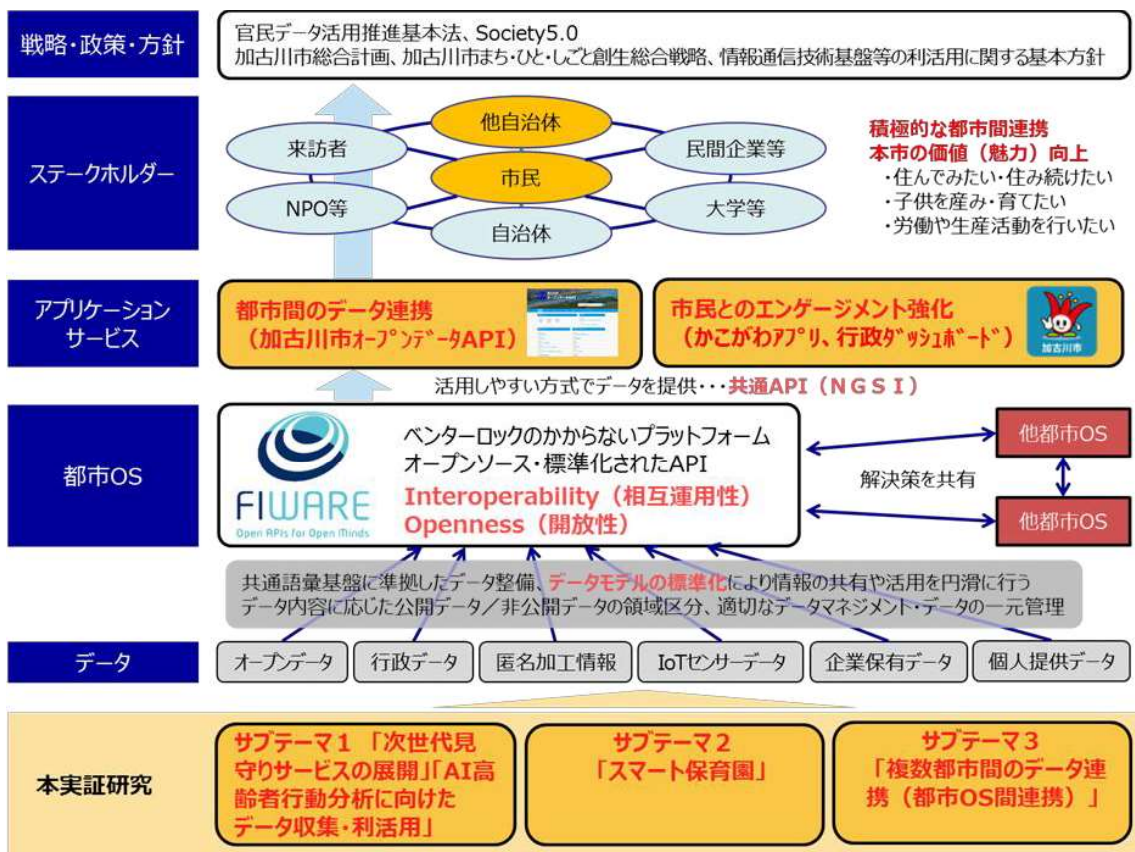 戦略・政策・方針
官民データ活用推進基本法、Society5.0
加古川市総合計画、加古川市まち・ひと・しごと創生総合戦略、情報通信技術基盤等の利活用に関する基本方針
ステークホルダー
他自治体
来訪者
民間企業等
市民
NPO等
大学等
自治体
積極的な都市間連携
本市の価値（魅力）向上
・住んでみたい・住み続けたい
・子供を産み・育てたい
・労働や生産活動を行いたい
アプリケーション
サービス
都市間のデータ連携
（加古川市ｵｰﾌﾟﾝﾃﾞｰﾀAPI）
市民とのエンゲージメント強化
（かこがわアプリ、行政ﾀﾞｯｼｭﾎﾞｰﾄﾞ）
加古川市
活用しやすい方式でデータを提供・・・共通API（ＮＧＳＩ）
都市OS
FIWARE
Open APIs for Open Minds
ベンターロックのかからないプラットフォーム
オープンソース・標準化されたAPI
Interoperability（相互運用性）
Openness（開放性）
他都市OS
解決策を共有
他都市OS
共通語彙基盤に準拠したデータ整備、データモデルの標準化により情報の共有や活用を円滑に行う
データ内容に応じた公開データ／非公開データの領域区分、適切なデータマネジメント・データの一元管理
データ
オープンデータ
行政データ
匿名加工情報
IoTセンサーデータ
企業保有データ
個人提供データ
本実証研究
サブテーマ１ 「次世代見
守りサービスの展開」「AI高
齢者行動分析に向けた
データ収集・利活用」
サブテーマ２
「スマート保育園」
サブテーマ３
「複数都市間のデータ連
携（都市OS間連携）」